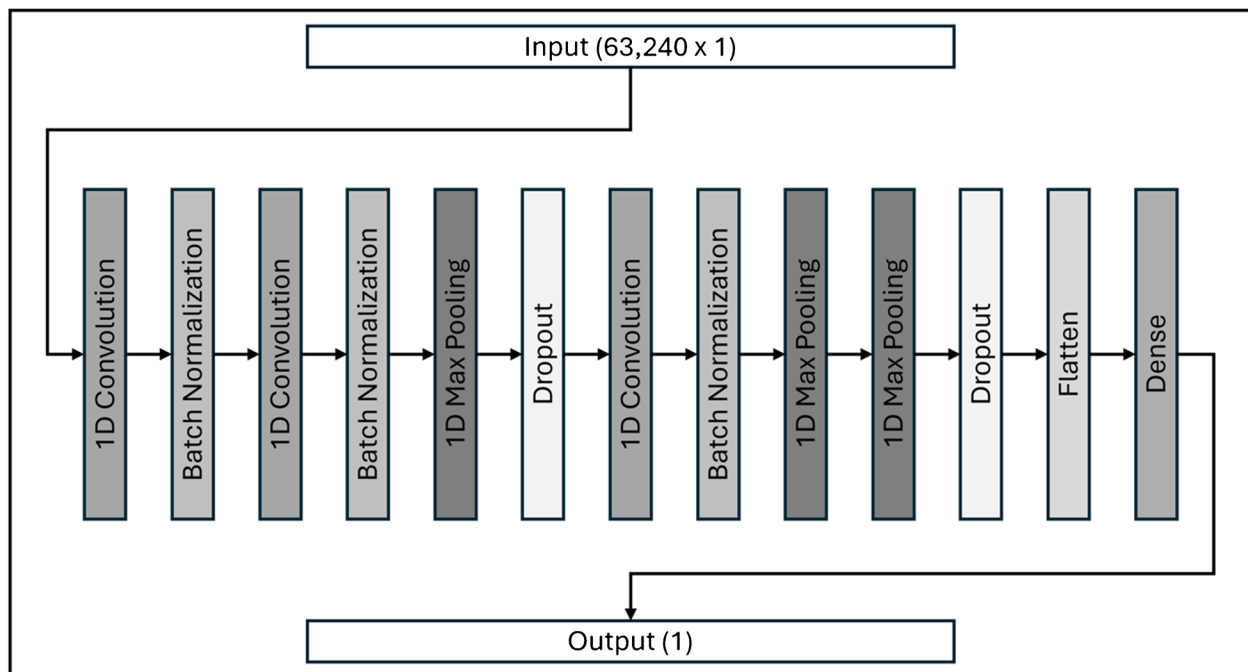 Input (63,240 x 1)
1D Convolution
Batch Normalization
1D Convolution
Batch Normalization
1D Max Pooling
Dropout
1D Convolution
Batch Normalization
1D Max Pooling
1D Max Pooling
Dropout
Flatten
Dense
Output (1)